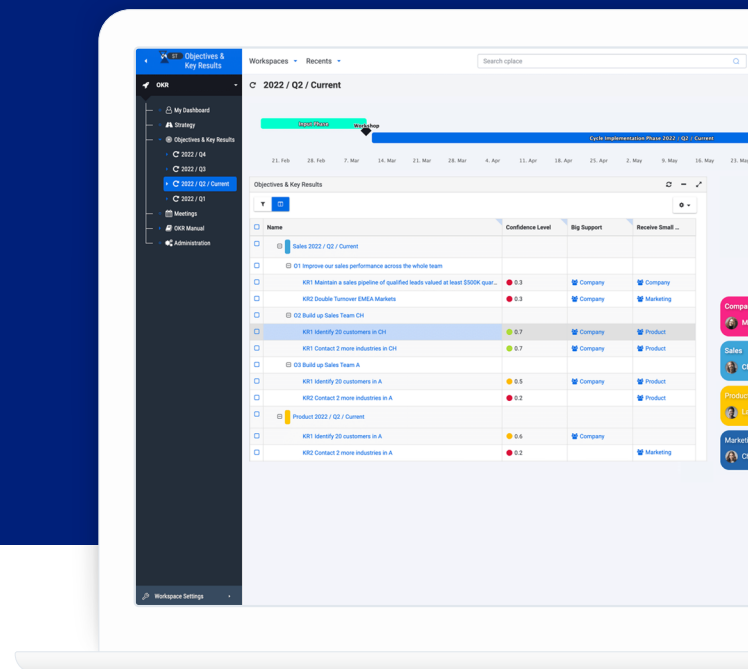 ST Objectives &
Key Results
Workspaces
Recents
Search cplace
OKR
2022 / Q2 / Current
My Dashboard
Strategy
Objectives & Key Results
2022 / Q4
2022 / Q3
2022 / Q2 / Current
2022 / Q1
Meetings
OKR Manual
Administration
Workspace Settings
Input Phase
Workshop
Cycle Implementation Phase 2022 / Q2 / Current
21. Feb 28. Feb 7. Mar 14. Mar 21. Mar 28. Mar 4. Apr 11. Apr 18. Apr 25. Apr 2. May 9. May 16. May 23. May
Objectives & Key Results
Name Confidence Level Big Support Receive Small ...
Sales 2022 / Q2 / Current
O1 Improve our sales performance across the whole team
KR1 Maintain a sales pipeline of qualified leads valued at least $500K quar... 0.3 Company Company
KR2 Double Turnover EMEA Markets 0.3 Company Marketing
O2 Build up Sales Team CH
KR1 Identify 20 customers in CH 0.7 Company Product
KR1 Contact 2 more industries in CH 0.7 Company Product
O3 Build up Sales Team A
KR1 Identify 20 customers in A 0.5 Company Product
KR2 Contact 2 more industries in A 0.2 Product
Product 2022 / Q2 / Current
KR1 Identify 20 customers in A 0.6 Company
KR2 Contact 2 more industries in A 0.2 Marketing
Compa
M
Sales
Product
Marketi